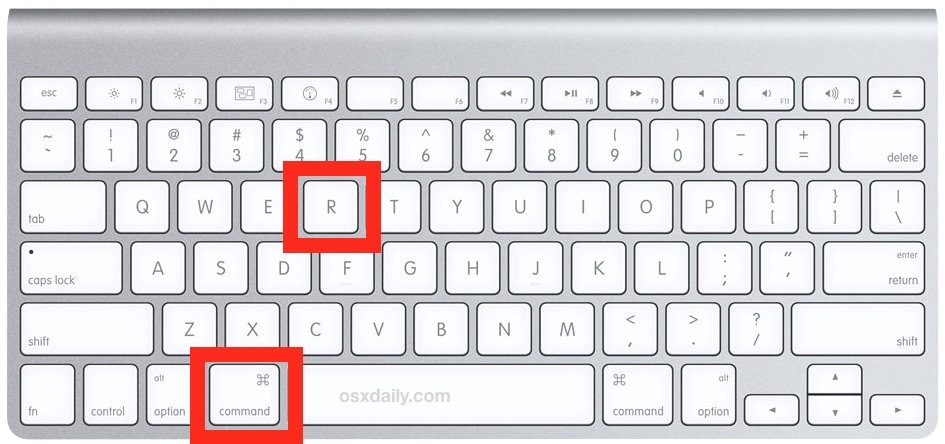 esc F1 F2 F3 F4 F5 F6 F7 F8 F9 F10 F11 F12
~ ` ! 1 @ 2 # 3 $ 4 % 5 ^ 6 & 7 * 8 ( 9 ) 0 – - + = delete
tab Q W E R T Y U I O P { [ } ] | \
caps lock A S D F G H J K L : ; ” ’ enter return
shift Z X C V B N M < , > . ? / shift
fn control alt option ⌘ command osxdaily.com ⌘ command alt option